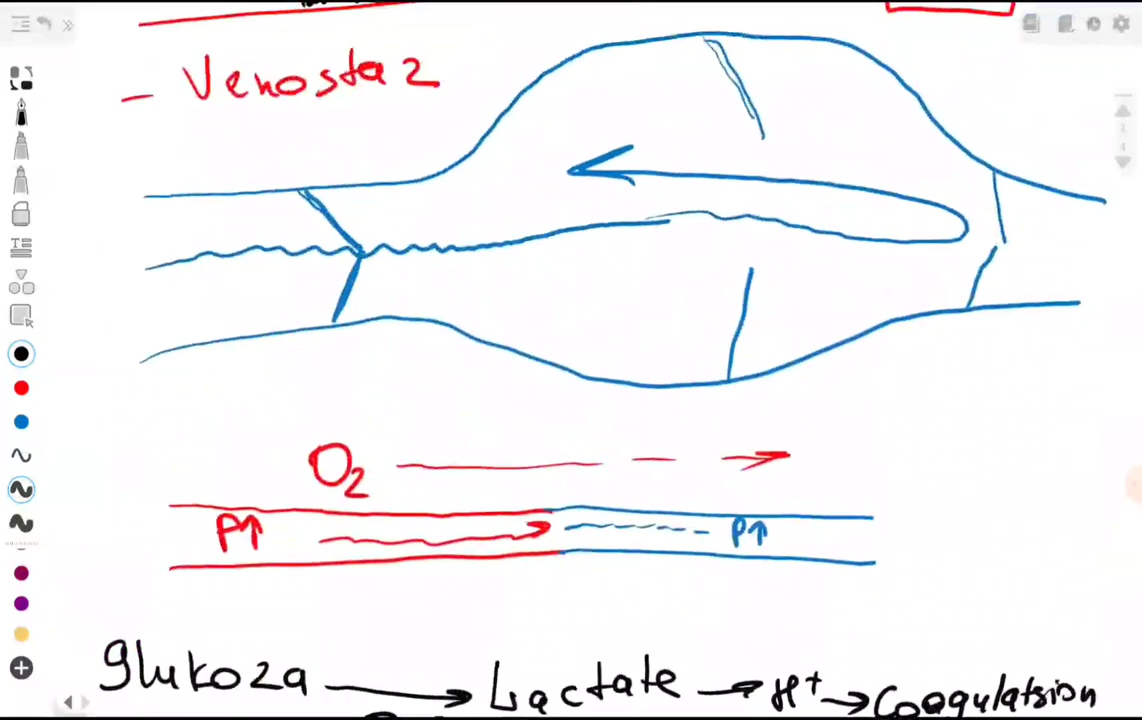 - Venostaz
O2
P↑ P↑
glukoza → Lactate → H+ → Coagulatsion